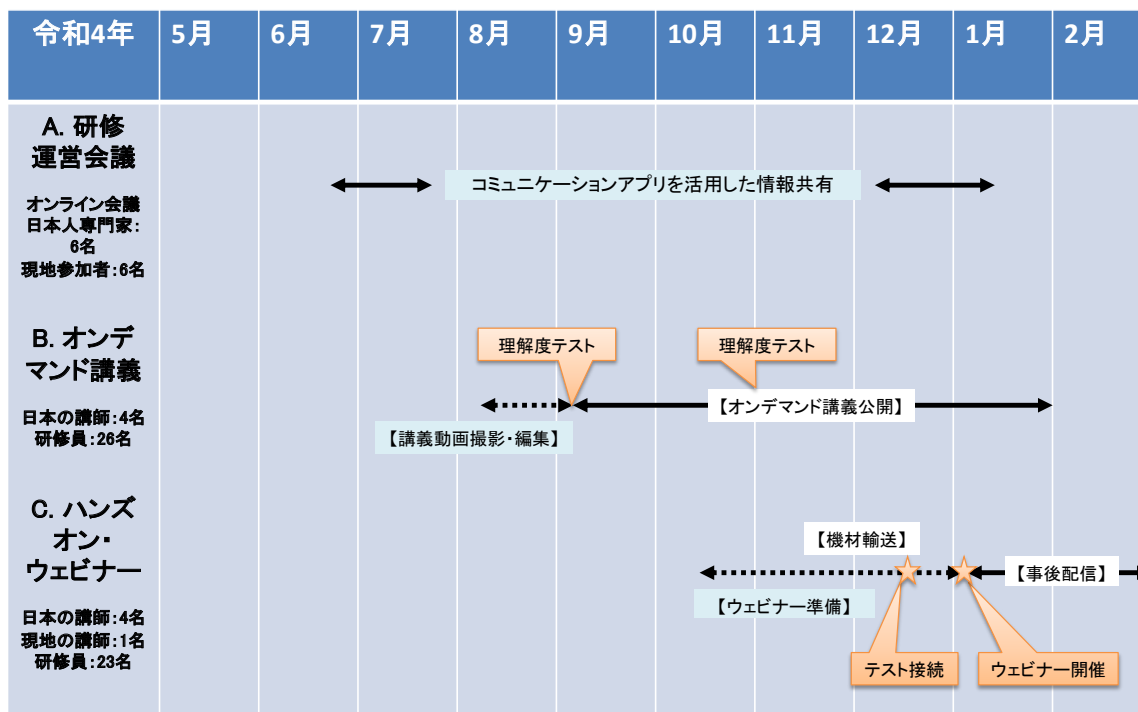 令和4年 5月 6月 7月 8月 9月 10月 11月 12月 1月 2月
A. 研修
運営会議
オンライン会議
日本人専門家:
6名
現地参加者:6名
コミュニケーションアプリを活用した情報共有
B. オンデ
マンド講義
日本の講師:4名
研修員:26名
理解度テスト
理解度テスト
【オンデマンド講義公開】
【講義動画撮影・編集】
C. ハンズ
オン・
ウェビナー
日本の講師:4名
現地の講師:1名
研修員:23名
【機材輸送】
【事後配信】
【ウェビナー準備】
テスト接続
ウェビナー開催